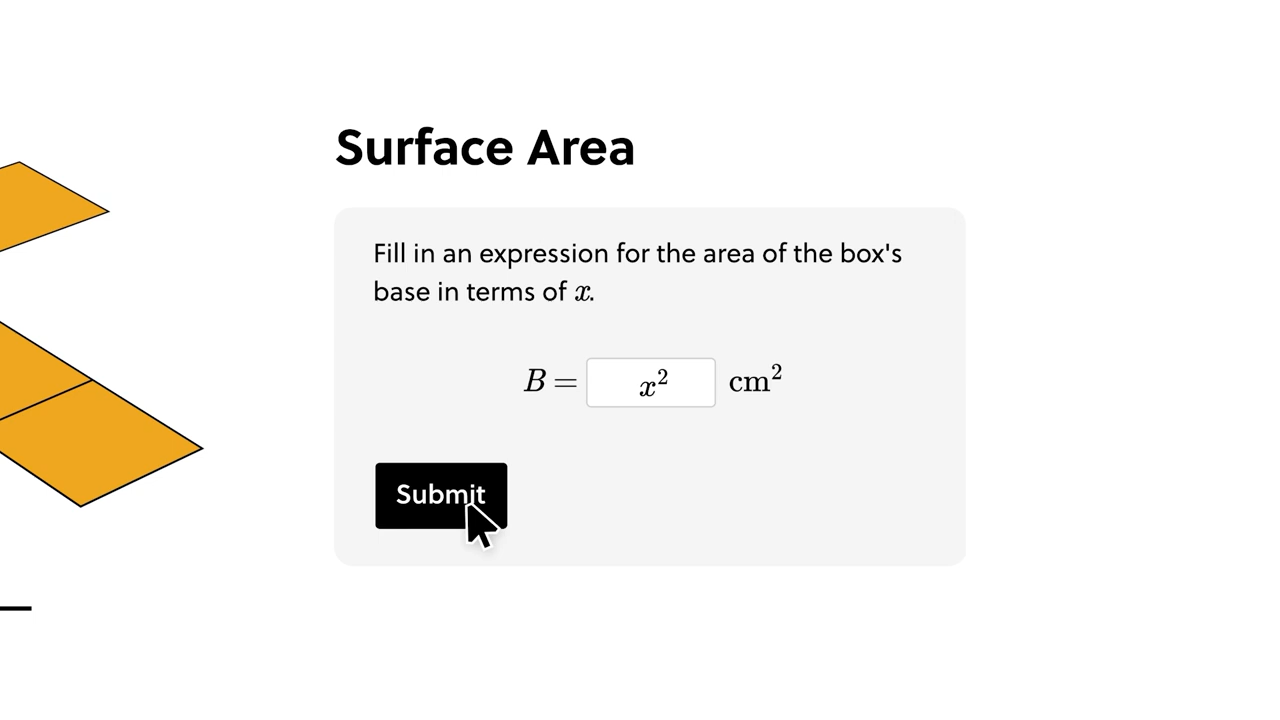 Surface Area
Fill in an expression for the area of the box's
base in terms of x.
B = x² cm²
Submit